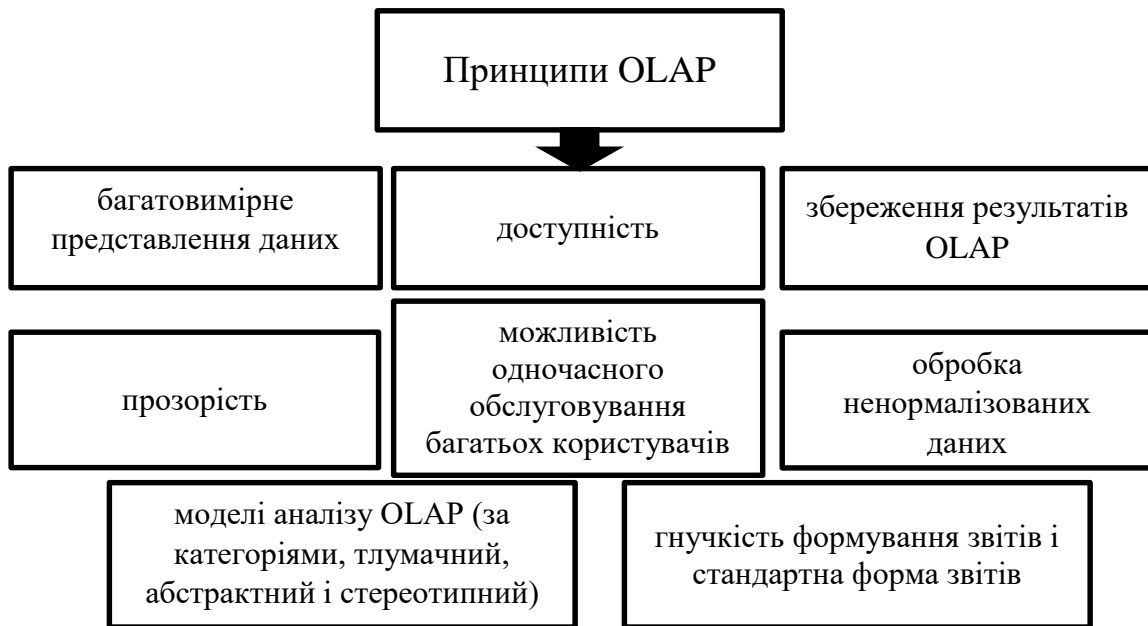 Принципи OLAP
багатовимірне
представлення даних
доступність
збереження результатів
OLAP
прозорість
можливість
одночасного
обслуговування
багатьох користувачів
обробка
ненормалізованих
даних
моделі аналізу OLAP (за
категоріями, тлумачний,
абстрактний і стереотипний)
гнучкість формування звітів і
стандартна форма звітів